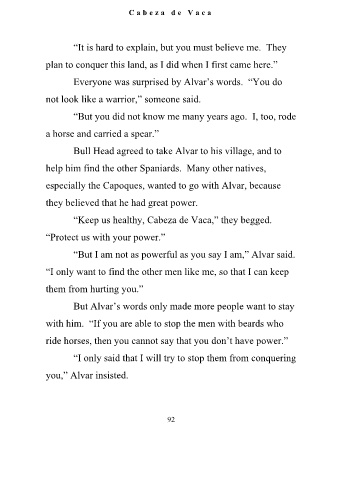 Cabeza de Vaca
“It is hard to explain, but you must believe me. They
plan to conquer this land, as I did when I first came here.”
Everyone was surprised by Alvar’s words. “You do
not look like a warrior,” someone said.
“But you did not know me many years ago. I, too, rode
a horse and carried a spear.”
Bull Head agreed to take Alvar to his village, and to
help him find the other Spaniards. Many other natives,
especially the Capoques, wanted to go with Alvar, because
they believed that he had great power.
“Keep us healthy, Cabeza de Vaca,” they begged.
“Protect us with your power.”
“But I am not as powerful as you say I am,” Alvar said.
“I only want to find the other men like me, so that I can keep
them from hurting you.”
But Alvar’s words only made more people want to stay
with him. “If you are able to stop the men with beards who
ride horses, then you cannot say that you don’t have power.”
“I only said that I will try to stop them from conquering
you,” Alvar insisted.
92